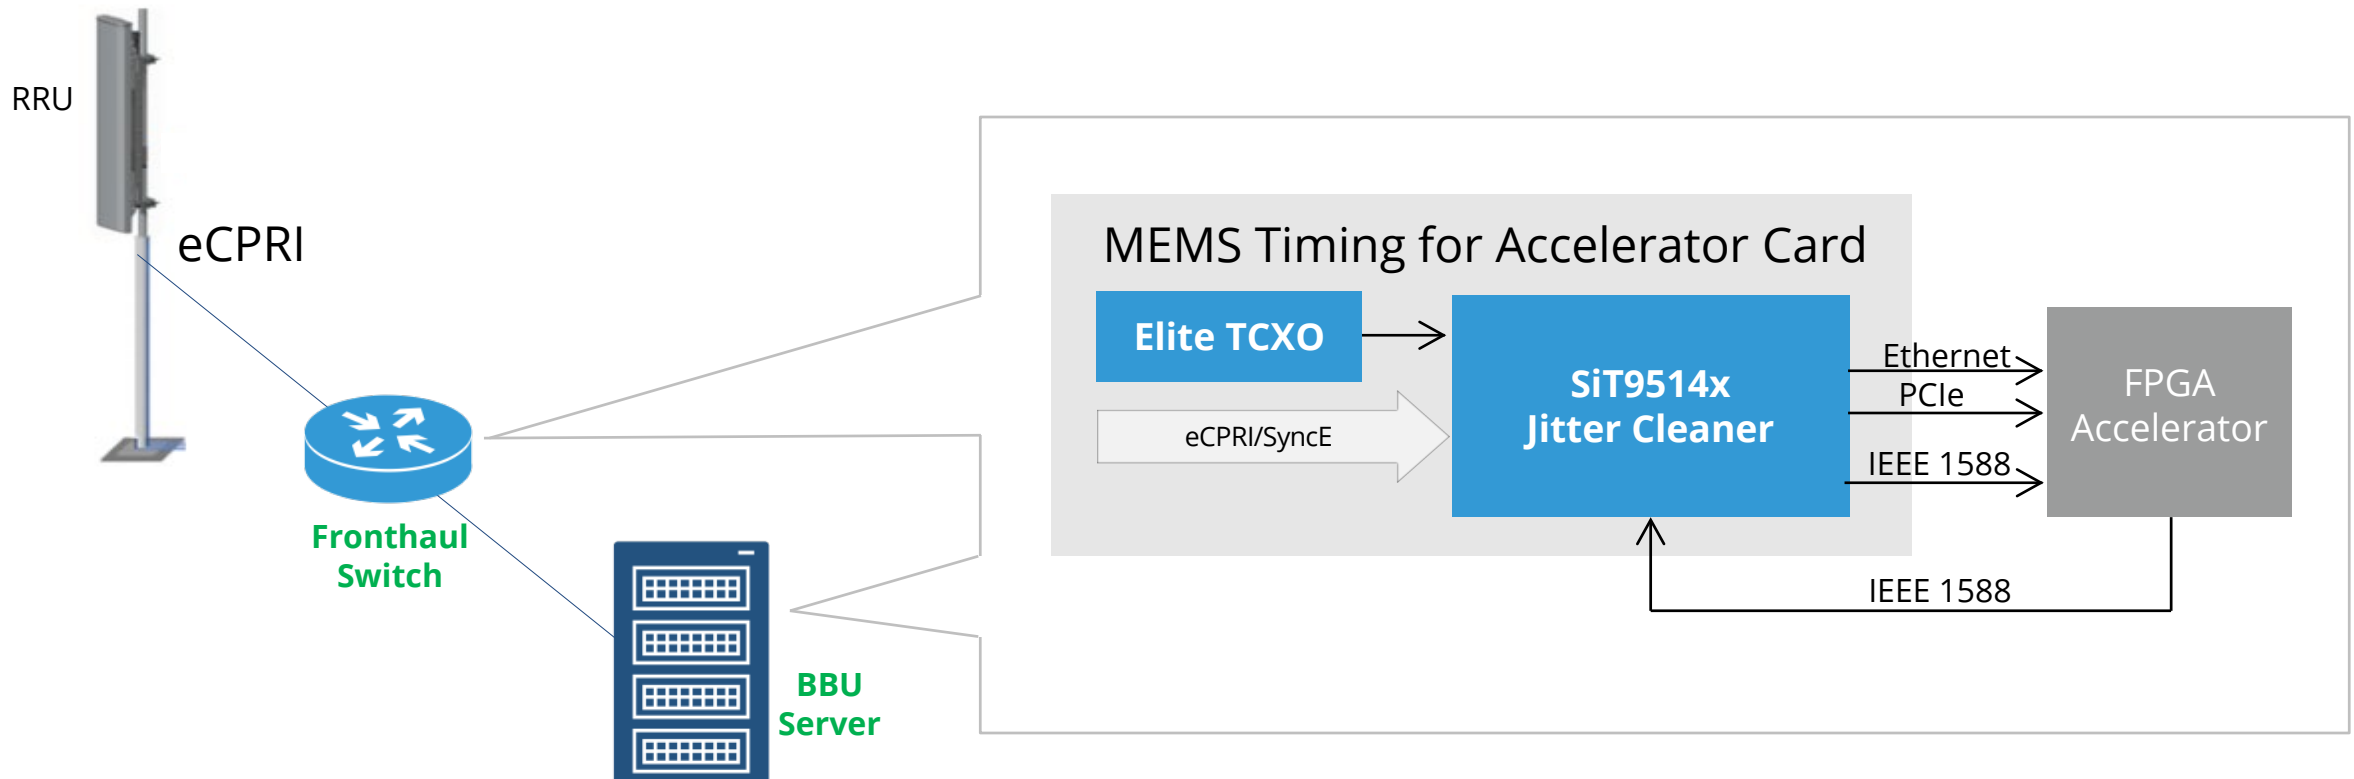 RRU
eCPRI
Fronthaul
Switch
BBU
Server
MEMS Timing for Accelerator Card
Elite TCXO
eCPRI/SyncE
SiT9514x
Jitter Cleaner
Ethernet
PCIe
IEEE 1588
FPGA
Accelerator
IEEE 1588